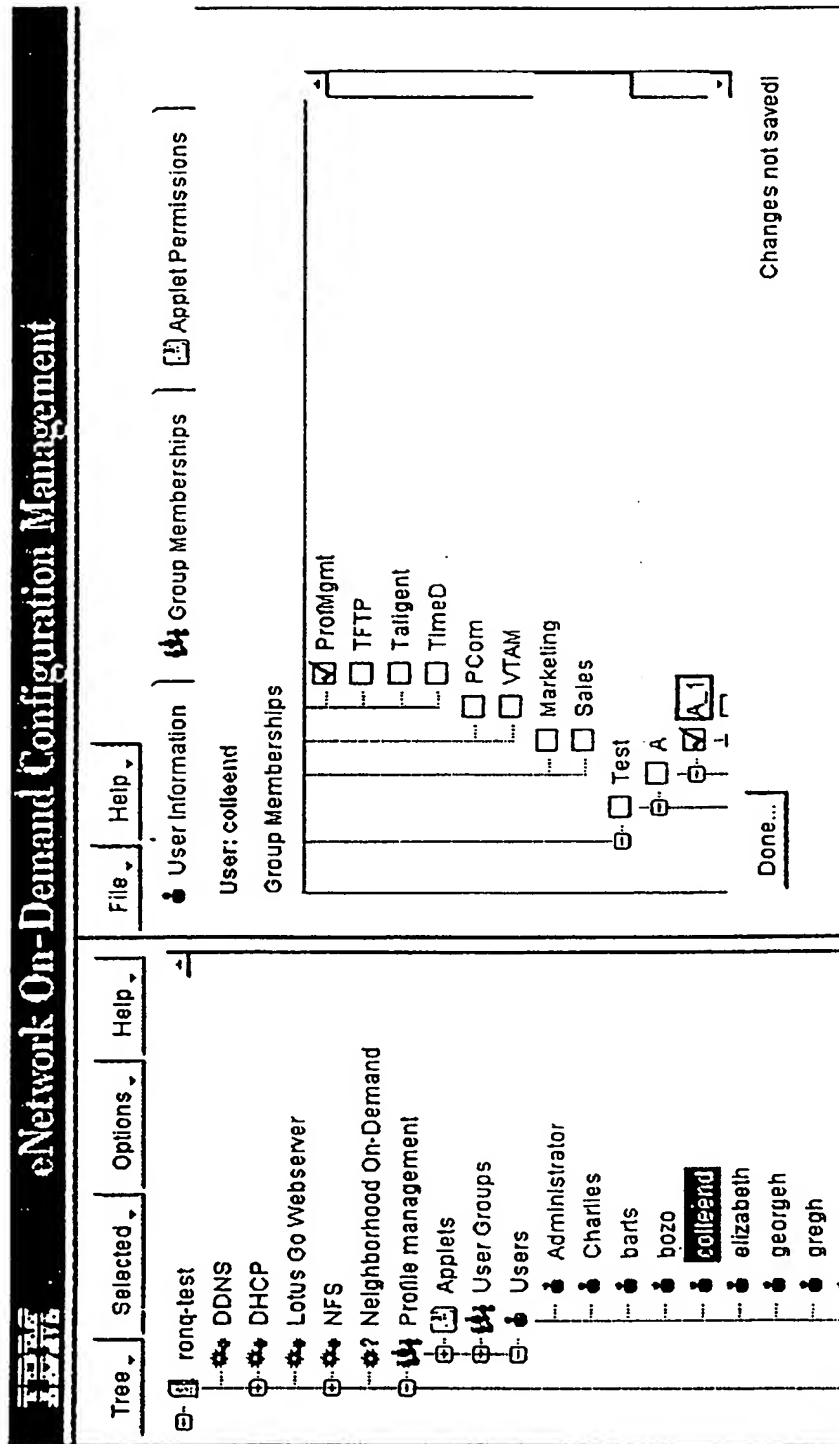 IBM
eNetwork On-Demand Configuration Management
Tree
Selected
Options
Help
ronq-test
DDNS
DHCP
Lotus Go Webserver
NFS
? Neighborhood On-Demand
Profile management
Applets
User Groups
Users
Administrator
Charlies
barts
bozo
colleend
elizabeth
georgeh
gregh
File
Help
User Information
Group Memberships
Applet Permissions
User: colleend
Group Memberships
ProfMgmt
TFTP
Taligent
TimeD
PCom
VTAM
Marketing
Sales
Test
A
A_1
Done...
Changes not saved!